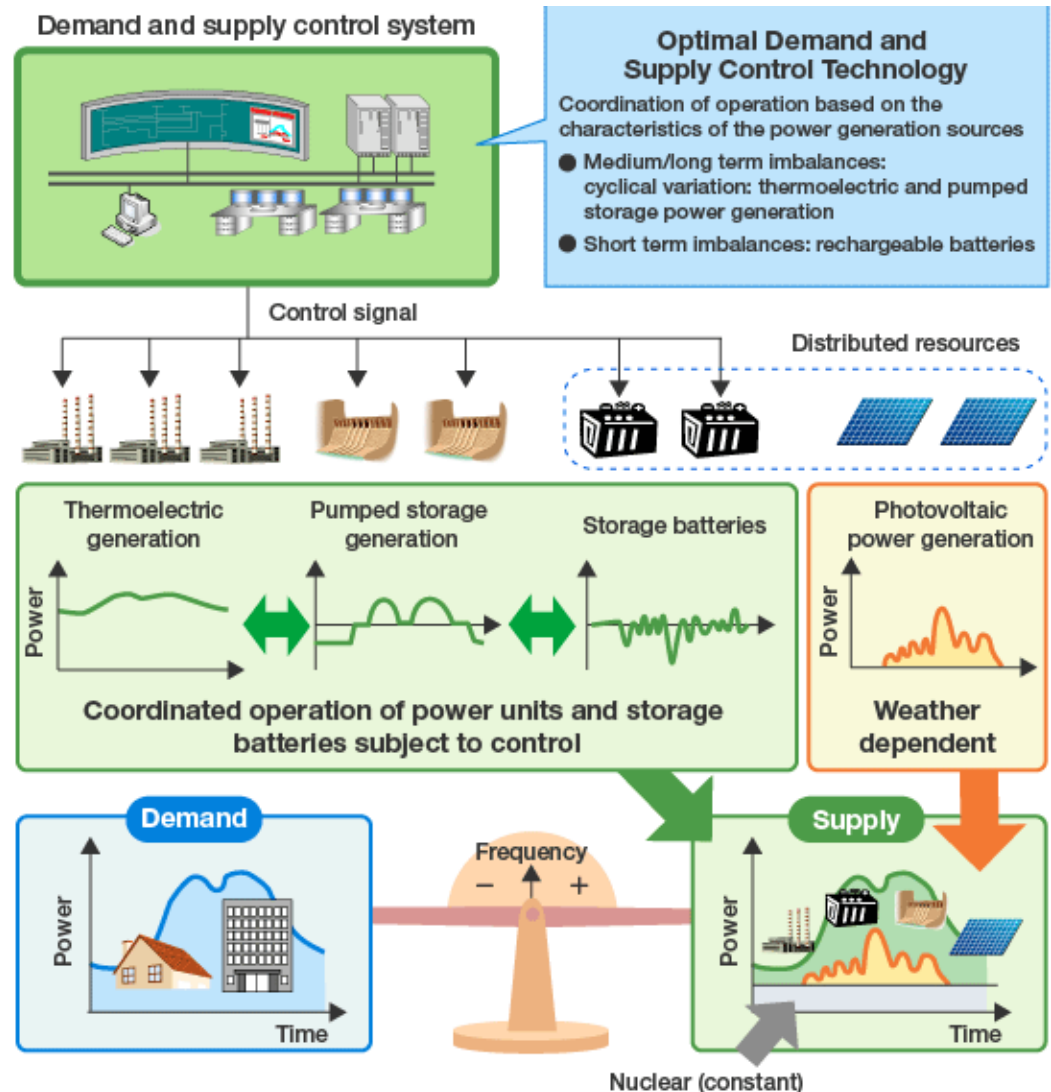 Demand and supply control system
Optimal Demand and
Supply Control Technology
Coordination of operation based on the
characteristics of the power generation sources
● Medium/long term imbalances:
cyclical variation: thermoelectric and pumped
storage power generation
● Short term imbalances: rechargeable batteries
Control signal
Distributed resources
Thermoelectric
generation
Power
Pumped storage
generation
Storage batteries
Coordinated operation of power units and storage
batteries subject to control
Photovoltaic
power generation
Power
Weather
dependent
Demand
Power
Time
Frequency
− +
Supply
Power
Time
Nuclear (constant)